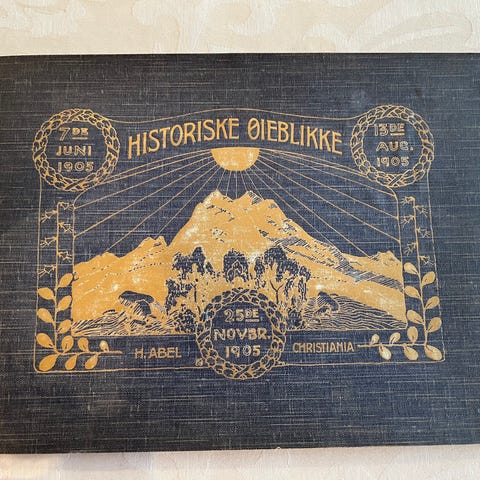 HISTORISKE ØIEBLIKKE
7DE
JUNI
1905
13DE
AUG.
1905
25DE
NOVBR.
1905
H. ABEL
CHRISTIANIA